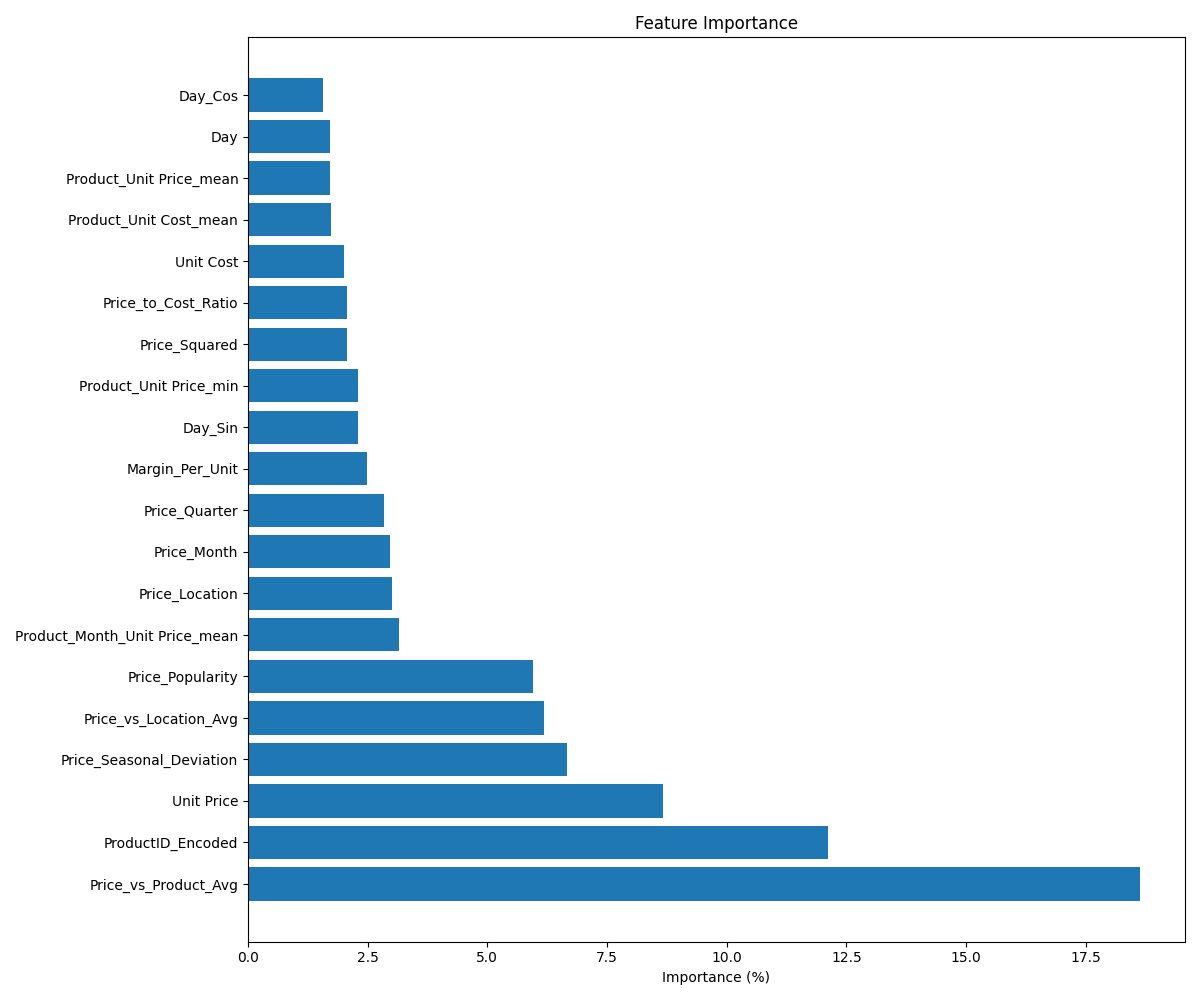 Feature Importance
Day_Cos
Day
Product_Unit Price_mean
Product_Unit Cost_mean
Unit Cost
Price_to_Cost_Ratio
Price_Squared
Product_Unit Price_min
Day_Sin
Margin_Per_Unit
Price_Quarter
Price_Month
Price_Location
Product_Month_Unit Price_mean
Price_Popularity
Price_vs_Location_Avg
Price_Seasonal_Deviation
Unit Price
ProductID_Encoded
Price_vs_Product_Avg
0.0 2.5 5.0 7.5 10.0 12.5 15.0 17.5
Importance (%)